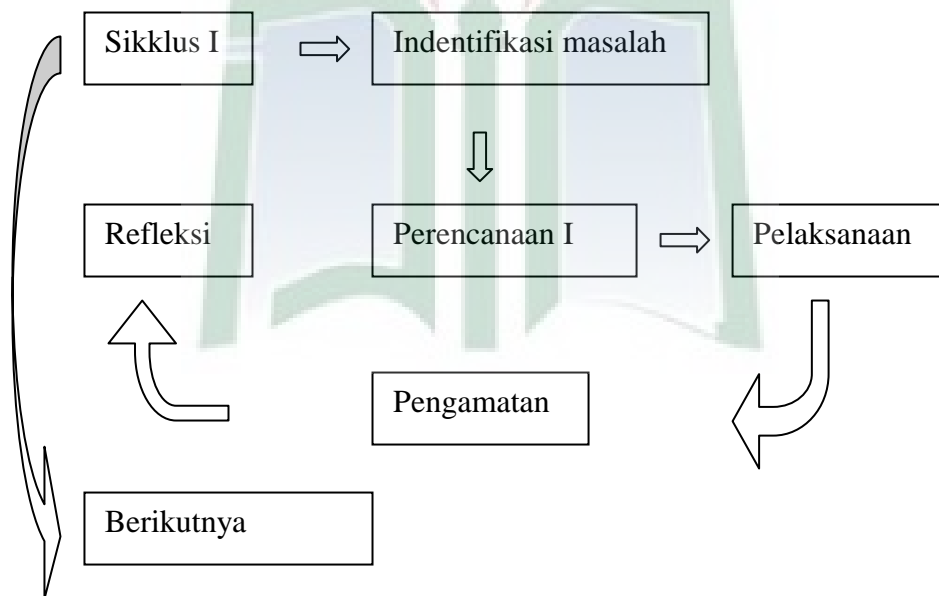 Sikklus I
Indentifikasi masalah
Refleksi
Perencanaan I
Pelaksanaan
Pengamatan
Berikutnya